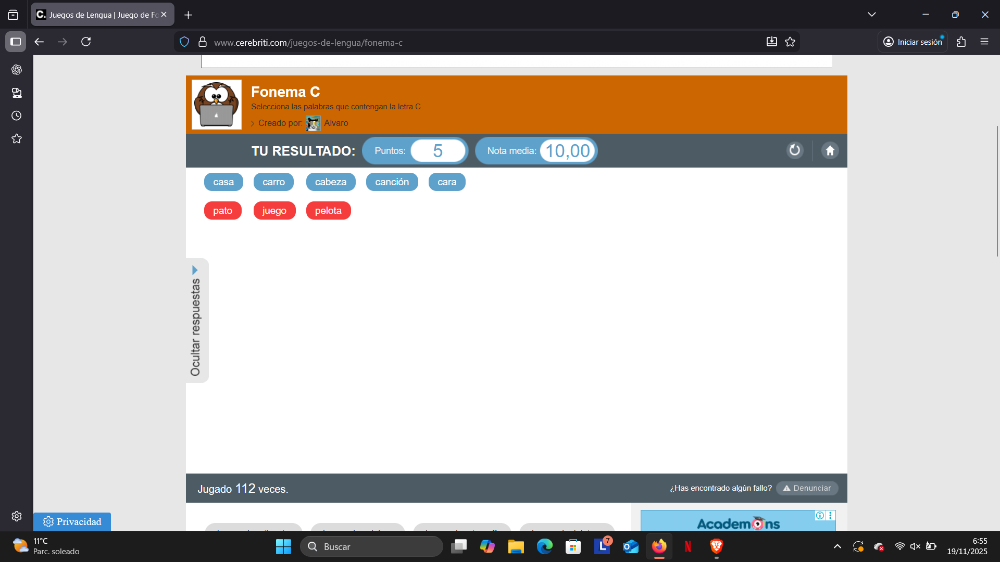 C. Juegos de Lengua | Juego de Fo
www.cerebriti.com/juegos-de-lengua/fonema-c
Iniciar sesión
Fonema C
Selecciona las palabras que contengan la letra C
Creado por: Alvaro
TU RESULTADO: Puntos: 5 Nota media: 10,00
casa carro cabeza canción cara
pato juego pelota
Ocultar respuestas
Jugado 112 veces.
¿Has encontrado algún fallo? Denunciar
Privacidad
Academons
11°C
Parc. soleado
Buscar
7
6:55
19/11/2025